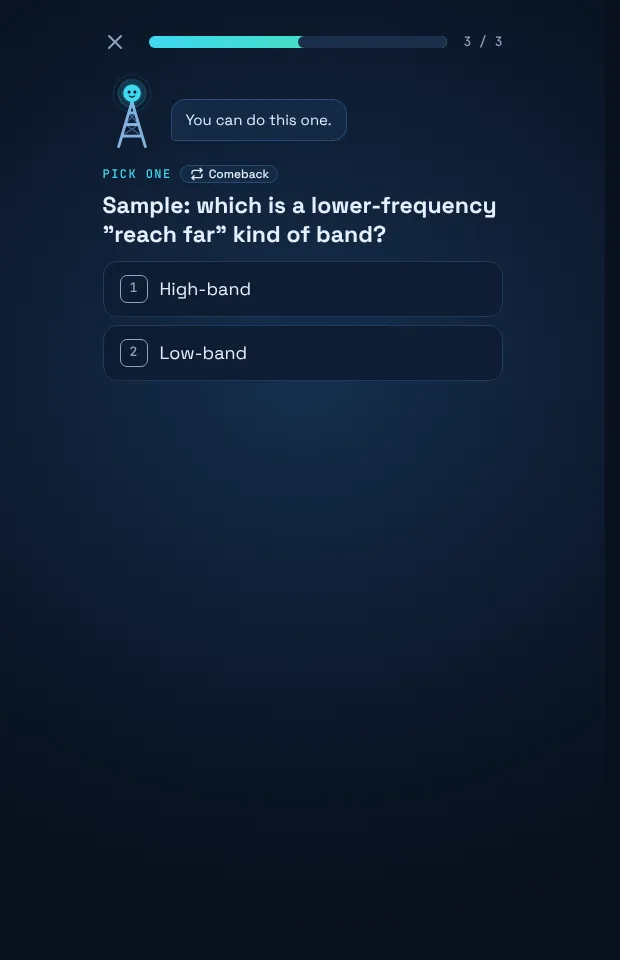 3 / 3
You can do this one.
PICK ONE Comeback
Sample: which is a lower-frequency
”reach far” kind of band?
1 High-band
2 Low-band